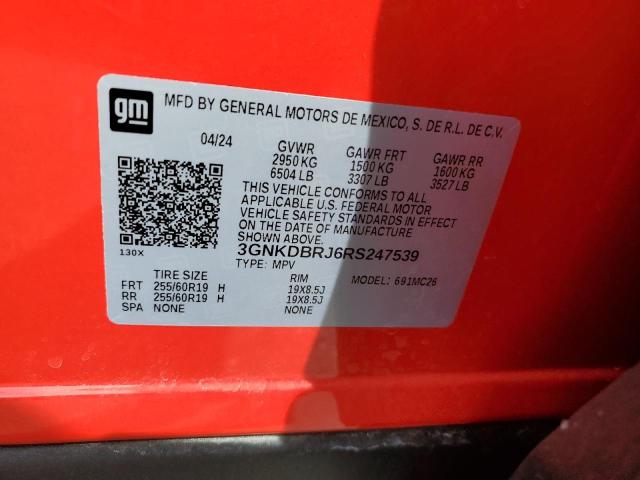 gm
MFD BY GENERAL MOTORS DE MEXICO, S. DE R.L. DE C.V.
04/24 GVWR GAWR FRT GAWR RR
2950 KG 1500 KG 1600 KG
6504 LB 3307 LB 3527 LB
THIS VEHICLE CONFORMS TO ALL
APPLICABLE U.S. FEDERAL MOTOR
VEHICLE SAFETY STANDARDS IN EFFECT
ON THE DATE OF MANUFACTURE
SHOWN ABOVE
3GNKDBRJ6RS247539
130X
TYPE: MPV MODEL: 691MC26
TIRE SIZE RIM
FRT 255/60R19 H 19X8.5J
RR 255/60R19 H 19X8.5J
SPA NONE NONE